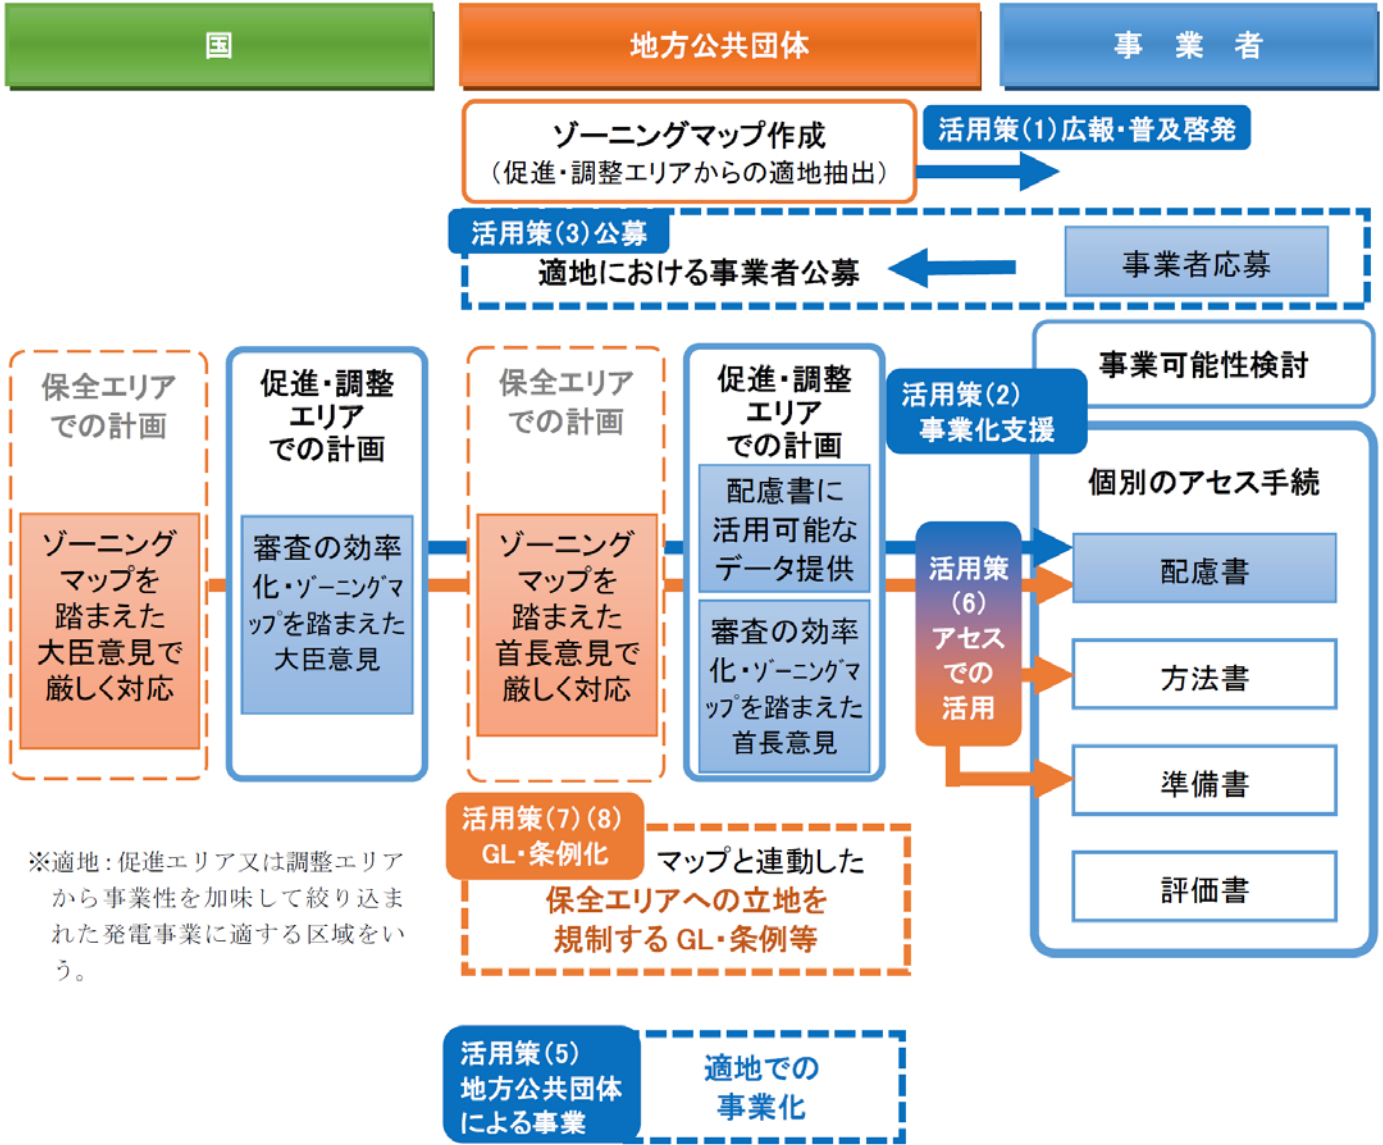 国
地方公共団体
事　業　者
ゾーニングマップ作成
（促進・調整エリアからの適地抽出）
活用策(1)広報・普及啓発
活用策(3)公募
適地における事業者公募
事業者応募
保全エリア
での計画
ゾーニング
マップを
踏まえた
大臣意見で
厳しく対応
促進・調整
エリア
での計画
審査の効率
化・ｿﾞｰﾆﾝｸﾞﾏ
ｯﾌﾟを踏まえた
大臣意見
保全エリア
での計画
ゾーニング
マップを
踏まえた
首長意見で
厳しく対応
促進・調整
エリア
での計画
配慮書に
活用可能な
データ提供
審査の効率
化・ｿﾞｰﾆﾝｸﾞﾏ
ｯﾌﾟを踏まえた
首長意見
活用策(2)
事業化支援
事業可能性検討
個別のアセス手続
活用策
(6)
アセス
での
活用
配慮書
方法書
準備書
評価書
※適地：促進エリア又は調整エリア
から事業性を加味して絞り込ま
れた発電事業に適する区域をい
う。
活用策(7)(8)
GL・条例化
マップと連動した
保全エリアへの立地を
規制する GL・条例等
活用策(5)
地方公共団体
による事業
適地での
事業化